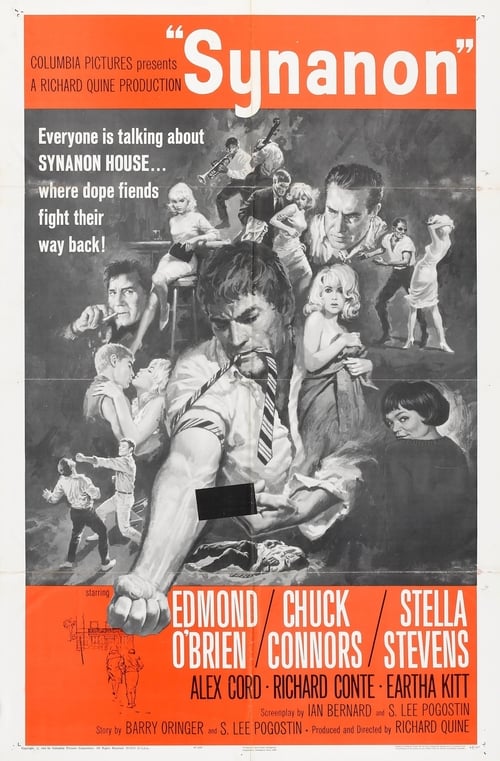 "Synanon"
COLUMBIA PICTURES presents
A RICHARD QUINE PRODUCTION
Everyone is talking about
SYNANON HOUSE...
where dope fiends
fight their
way back!
starring
EDMOND O'BRIEN / CHUCK CONNORS / STELLA STEVENS
ALEX CORD · RICHARD CONTE · EARTHA KITT
Screenplay by IAN BERNARD and S. LEE POGOSTIN
Story by BARRY ORINGER and S. LEE POGOSTIN · Produced and Directed by RICHARD QUINE